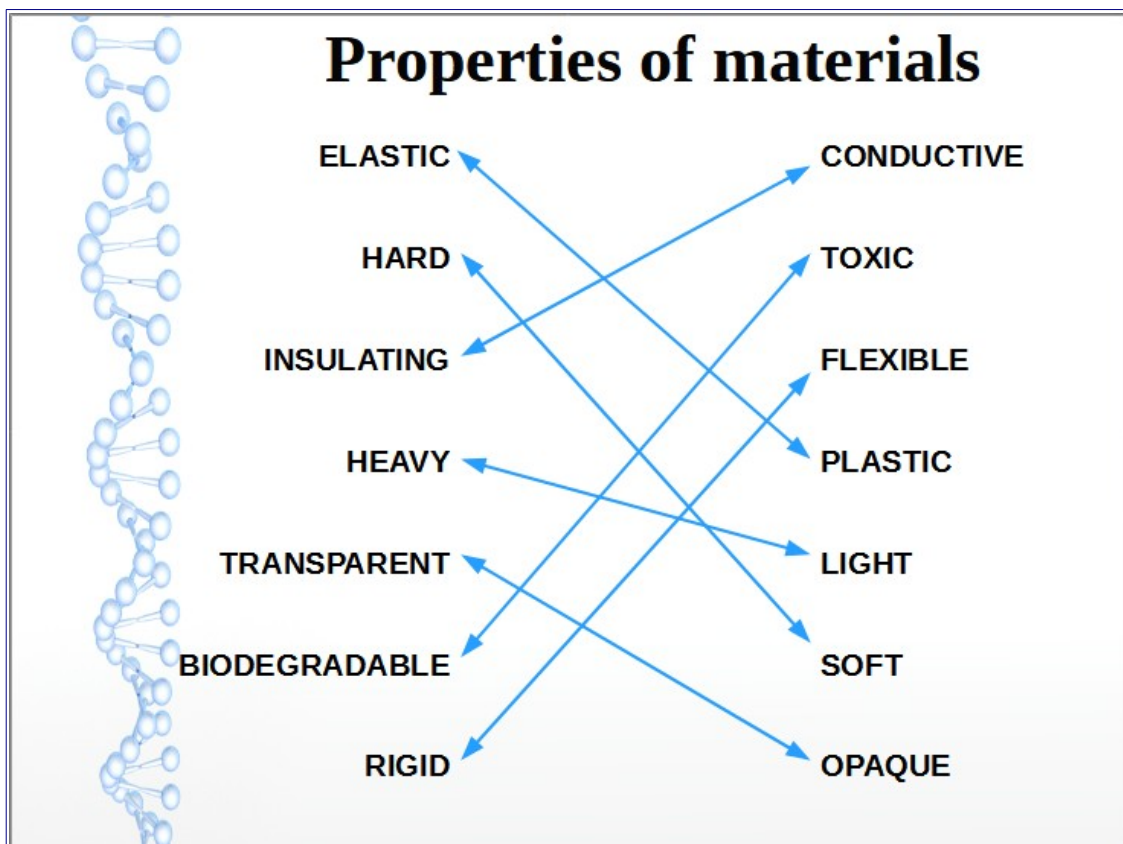 Properties of materials
ELASTIC CONDUCTIVE
HARD TOXIC
INSULATING FLEXIBLE
HEAVY PLASTIC
TRANSPARENT LIGHT
BIODEGRADABLE SOFT
RIGID OPAQUE